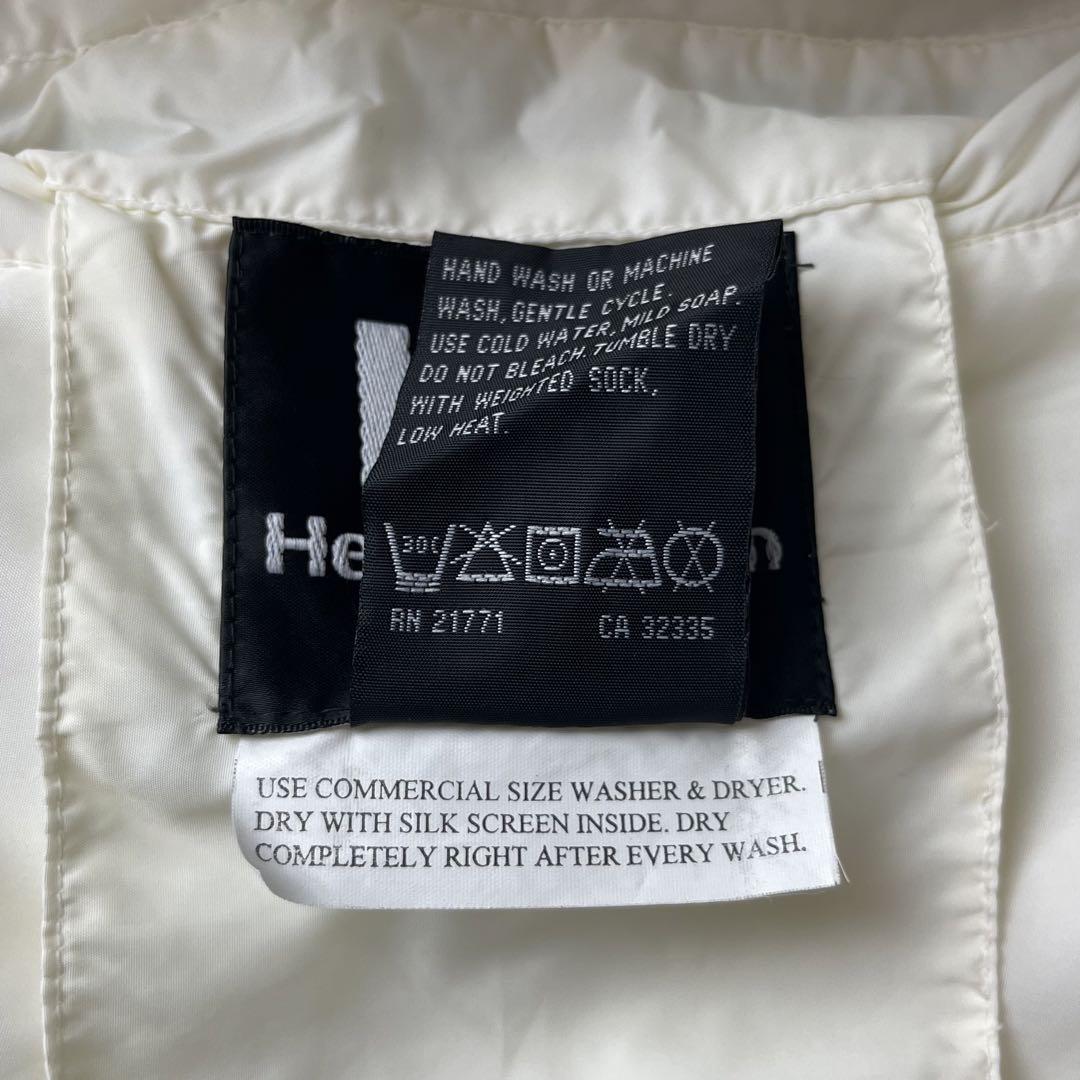 HAND WASH OR MACHINE
WASH, GENTLE CYCLE.
USE COLD WATER, MILD SOAP.
DO NOT BLEACH. TUMBLE DRY
WITH WEIGHTED SOCK,
LOW HEAT.
30C
RN 21771 CA 32335
USE COMMERCIAL SIZE WASHER & DRYER.
DRY WITH SILK SCREEN INSIDE. DRY
COMPLETELY RIGHT AFTER EVERY WASH.